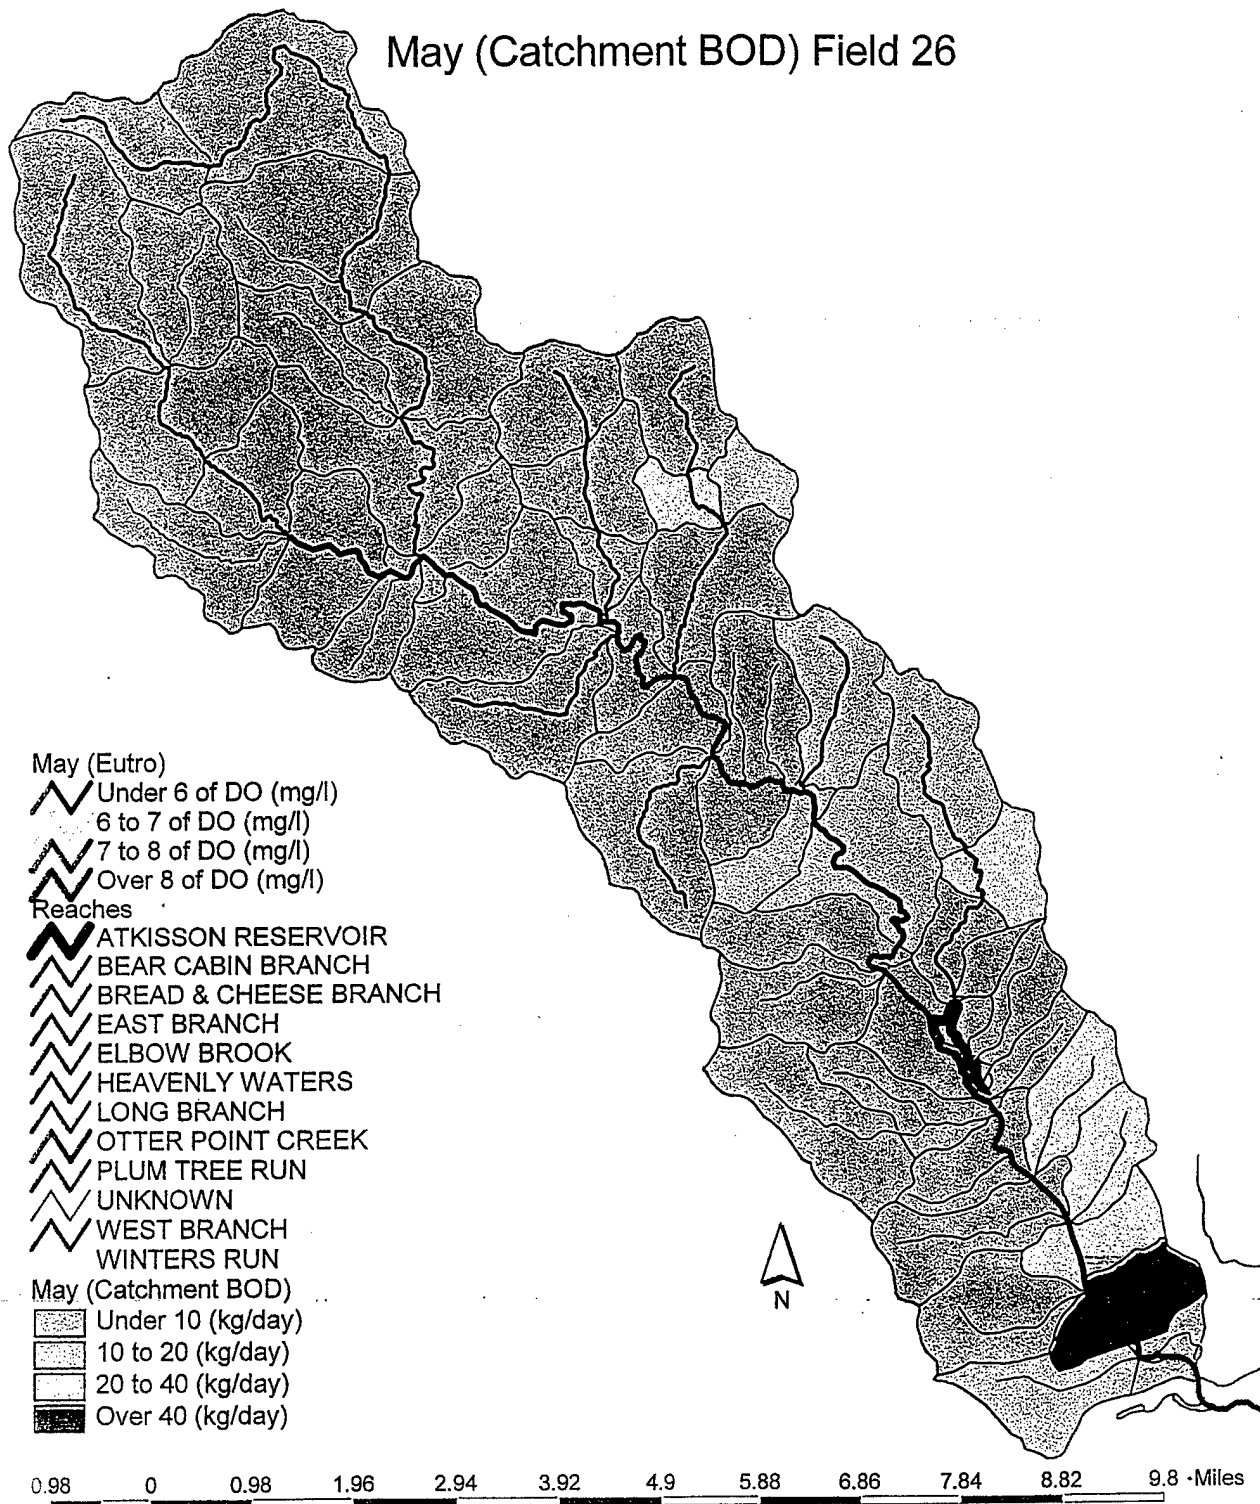 May (Catchment BOD) Field 26
May (Eutro)
Under 6 of DO (mg/l)
6 to 7 of DO (mg/l)
7 to 8 of DO (mg/l)
Over 8 of DO (mg/l)
Reaches
ATKISSON RESERVOIR
BEAR CABIN BRANCH
BREAD & CHEESE BRANCH
EAST BRANCH
ELBOW BROOK
HEAVENLY WATERS
LONG BRANCH
OTTER POINT CREEK
PLUM TREE RUN
UNKNOWN
WEST BRANCH
WINTERS RUN
May (Catchment BOD)
Under 10 (kg/day)
10 to 20 (kg/day)
20 to 40 (kg/day)
Over 40 (kg/day)
N
0.98 0 0.98 1.96 2.94 3.92 4.9 5.88 6.86 7.84 8.82 9.8 Miles